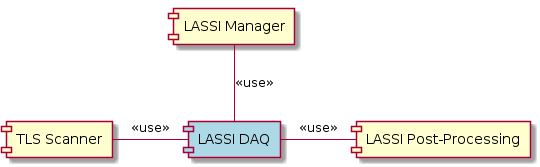 LASSI Manager
«use»
TLS Scanner «use» LASSI DAQ «use» LASSI Post-Processing